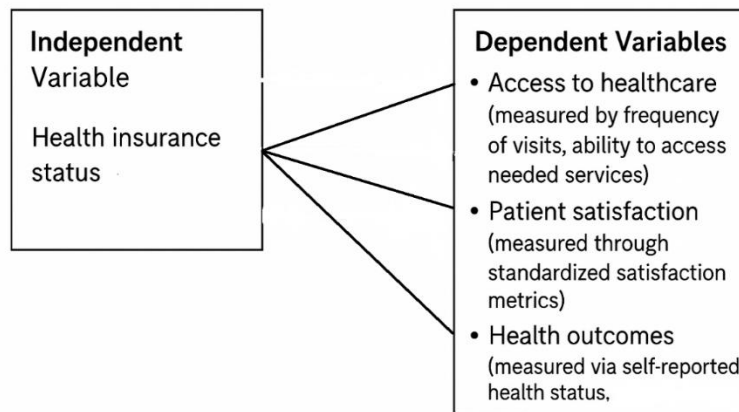 Independent
Variable
Health insurance
status
Dependent Variables
• Access to healthcare
(measured by frequency
of visits, ability to access
needed services)
• Patient satisfaction
(measured through
standardized satisfaction
metrics)
• Health outcomes
(measured via self-reported
health status,